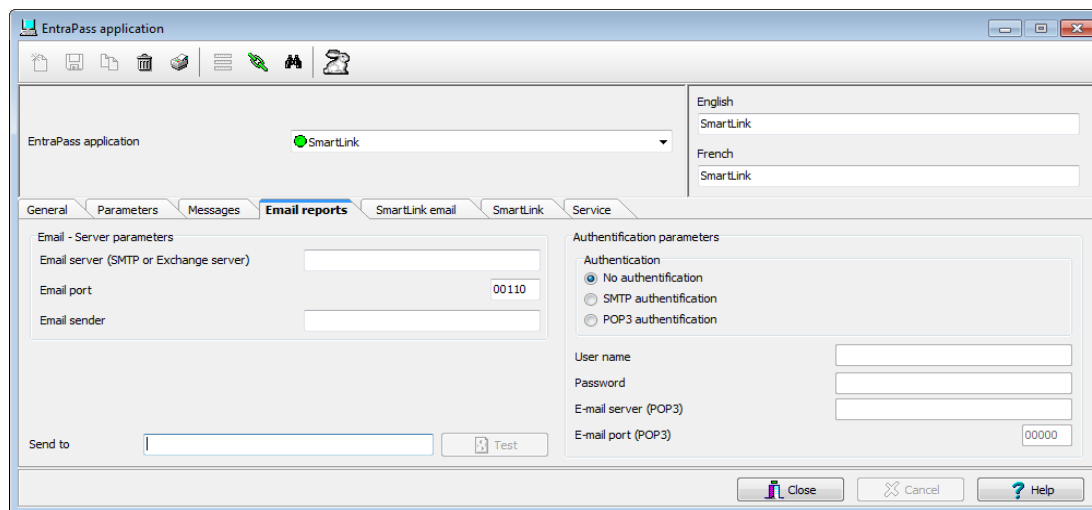 EntraPass application
English
SmartLink
EntraPass application
SmartLink
French
SmartLink
General Parameters Messages Email reports SmartLink email SmartLink Service
Email - Server parameters
Email server (SMTP or Exchange server)
Email port 00110
Email sender
Send to Test
Authentification parameters
Authentication
No authentification
SMTP authentification
POP3 authentification
User name
Password
E-mail server (POP3)
E-mail port (POP3) 00000
Close Cancel Help